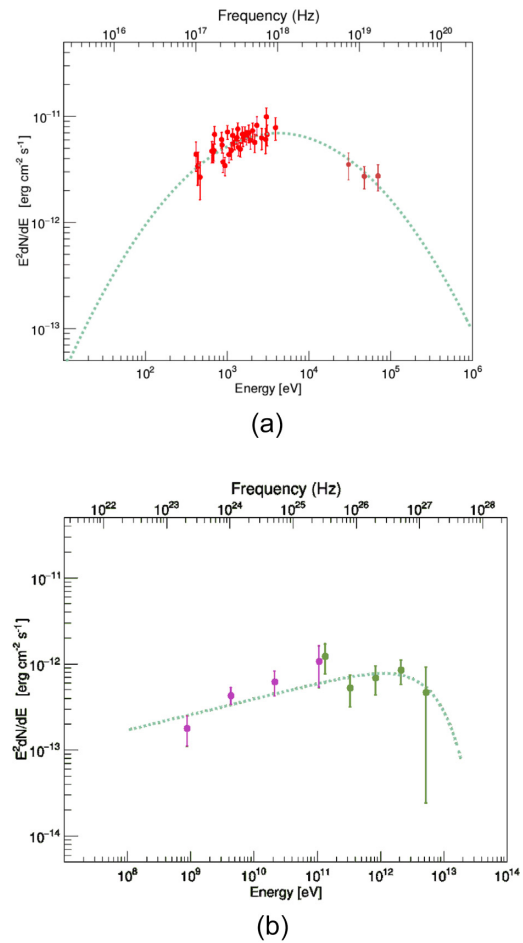 Frequency (Hz)
10^16 10^17 10^18 10^19 10^20
E^2dN/dE [erg cm^-2 s^-1]
10^-11
10^-12
10^-13
10^2 10^3 10^4 10^5 10^6
Energy [eV]
(a)
Frequency (Hz)
10^22 10^23 10^24 10^25 10^26 10^27 10^28
E^2dN/dE [erg cm^-2 s^-1]
10^-11
10^-12
10^-13
10^-14
10^8 10^9 10^10 10^11 10^12 10^13 10^14
Energy [eV]
(b)